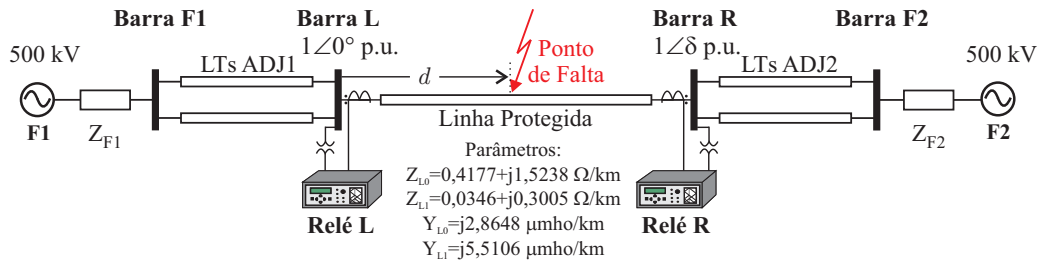 Barra F1
Barra L
Barra R
Barra F2
1∠0° p.u.
1∠δ p.u.
500 kV
500 kV
LTs ADJ1
LTs ADJ2
d
Ponto
de Falta
F1
Z_F1
Linha Protegida
Z_F2
F2
Parâmetros:
Z_L0=0,4177+j1,5238 Ω/km
Z_L1=0,0346+j0,3005 Ω/km
Y_L0=j2,8648 μmho/km
Y_L1=j5,5106 μmho/km
Relé L
Relé R